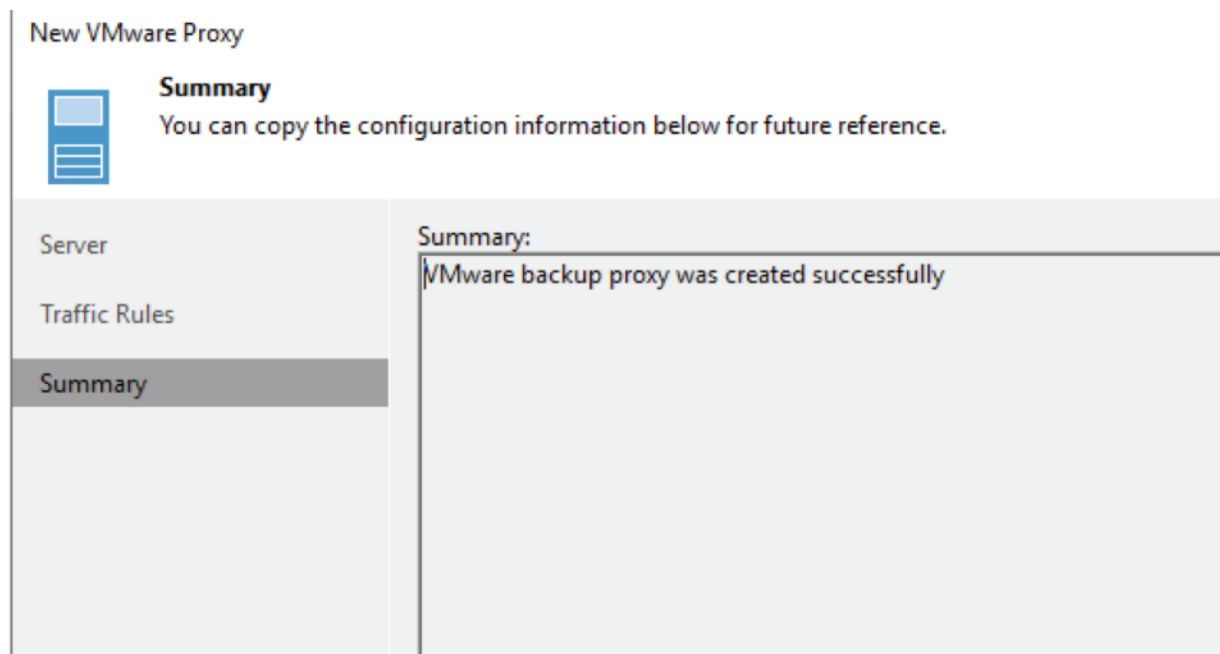 New VMware Proxy
Summary
You can copy the configuration information below for future reference.
Server
Traffic Rules
Summary
Summary:
VMware backup proxy was created successfully